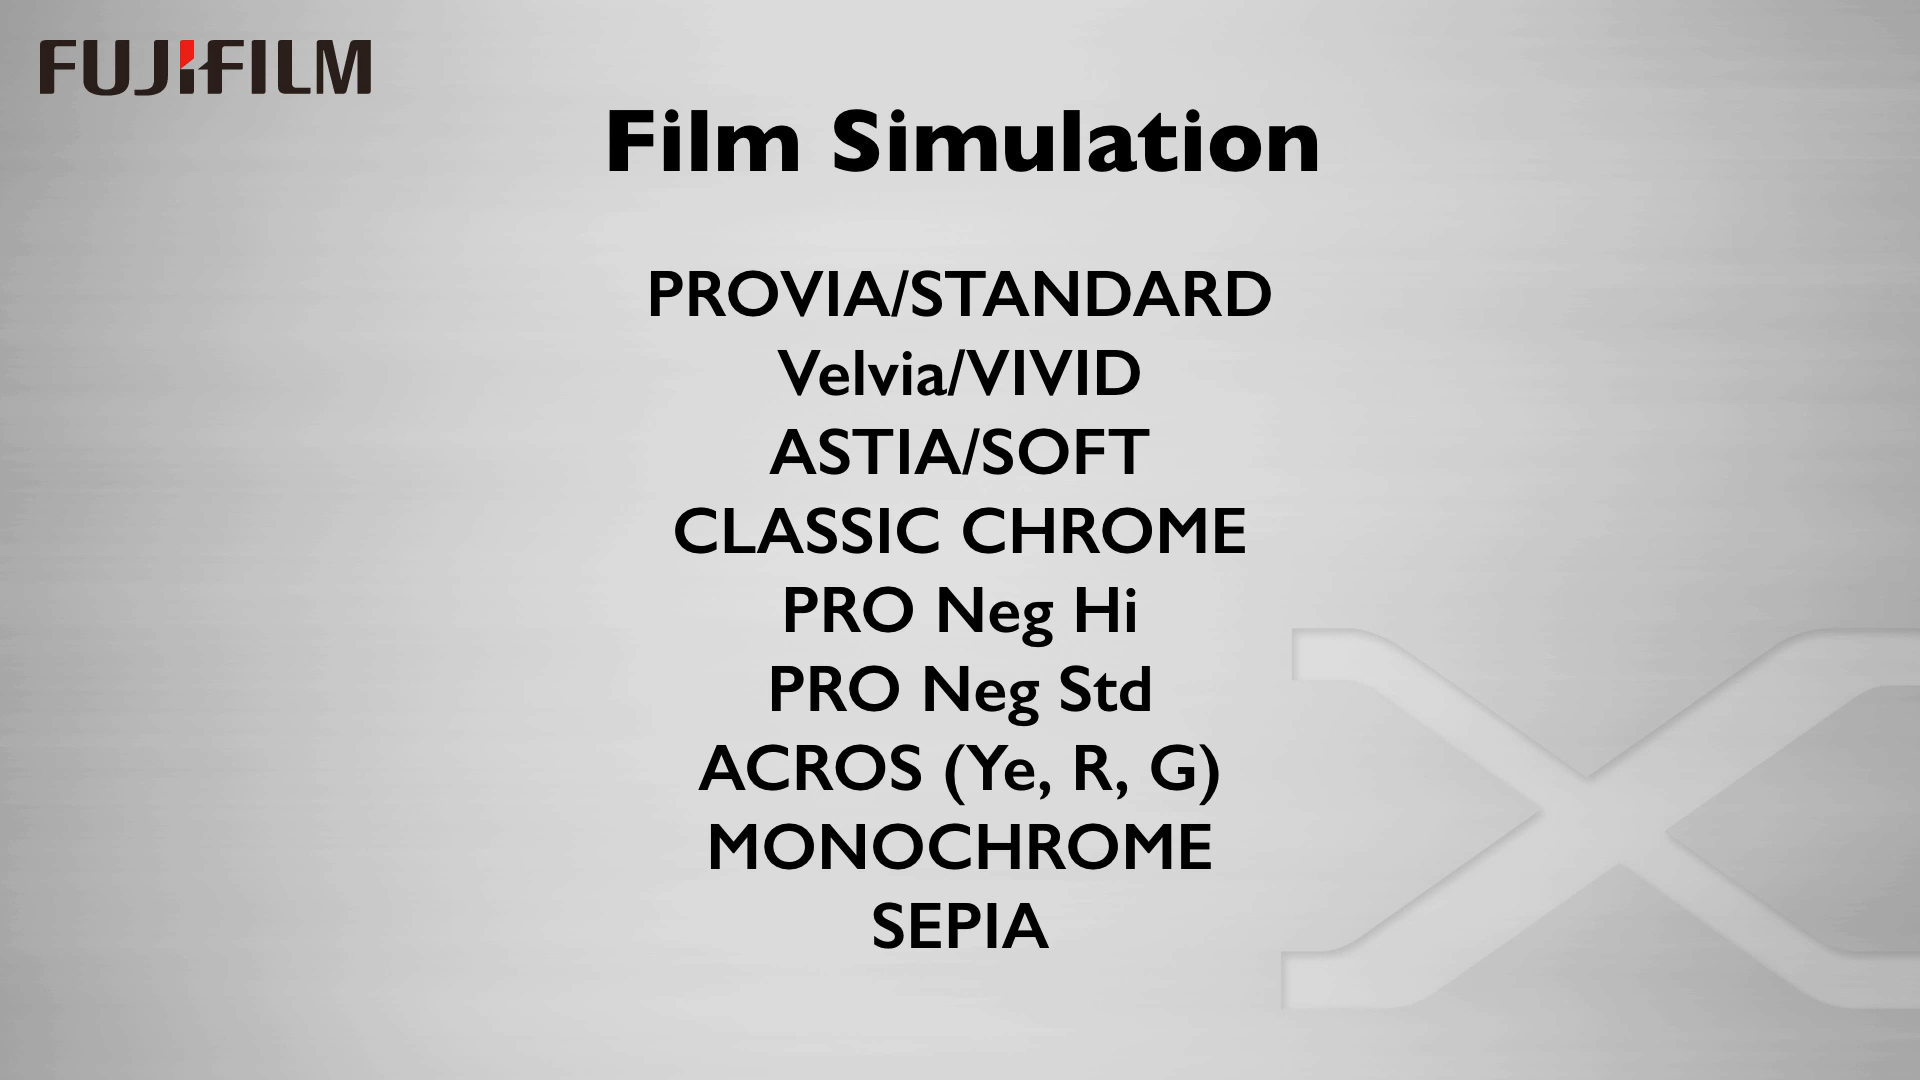 FUJIFILM
Film Simulation
PROVIA/STANDARD
Velvia/VIVID
ASTIA/SOFT
CLASSIC CHROME
PRO Neg Hi
PRO Neg Std
ACROS (Ye, R, G)
MONOCHROME
SEPIA